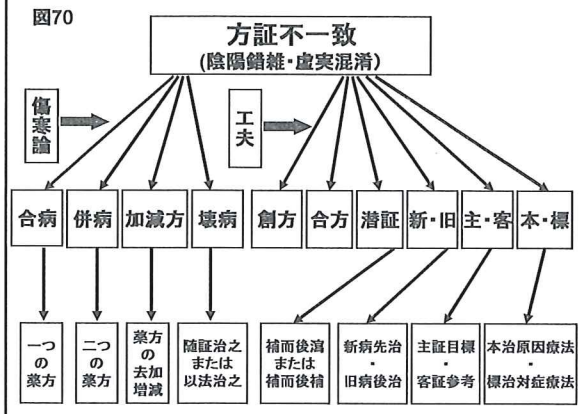 図70
方証不一致
(陰陽錯雑・虚実混淆)
傷寒論
工夫
合病
併病
加減方
壊病
創方
合方
潜証
新・旧
主・客
本・標
一つ
の
薬方
二つ
の
薬方
薬方
の
去加
増減
随証治之
または
以法治之
補而後瀉
または
補而後補
新病先治
・
旧病後治
主証目標
・
客証参考
本治原因療法
・
標治対症療法